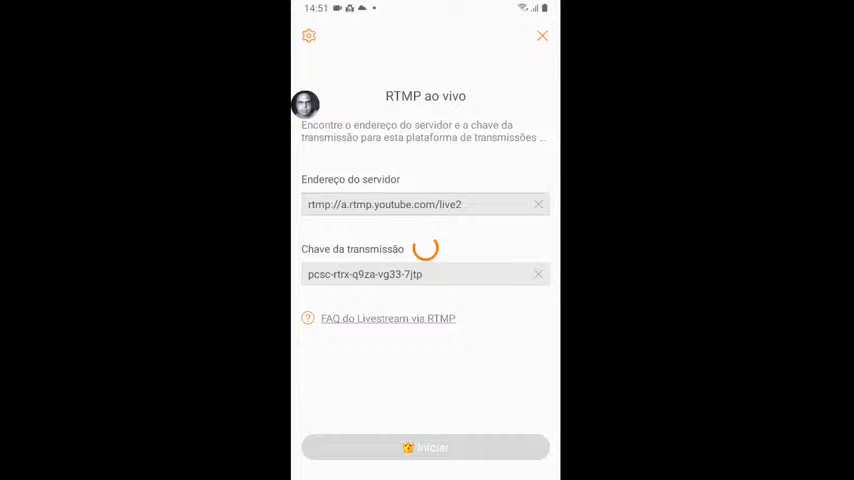 14:51
RTMP ao vivo
Encontre o endereço do servidor e a chave da
transmissão para esta plataforma de transmissões ...
Endereço do servidor
rtmp://a.rtmp.youtube.com/live2
Chave da transmissão
pcsc-rtrx-q9za-vg33-7jtp
FAQ do Livestream via RTMP
Iniciar